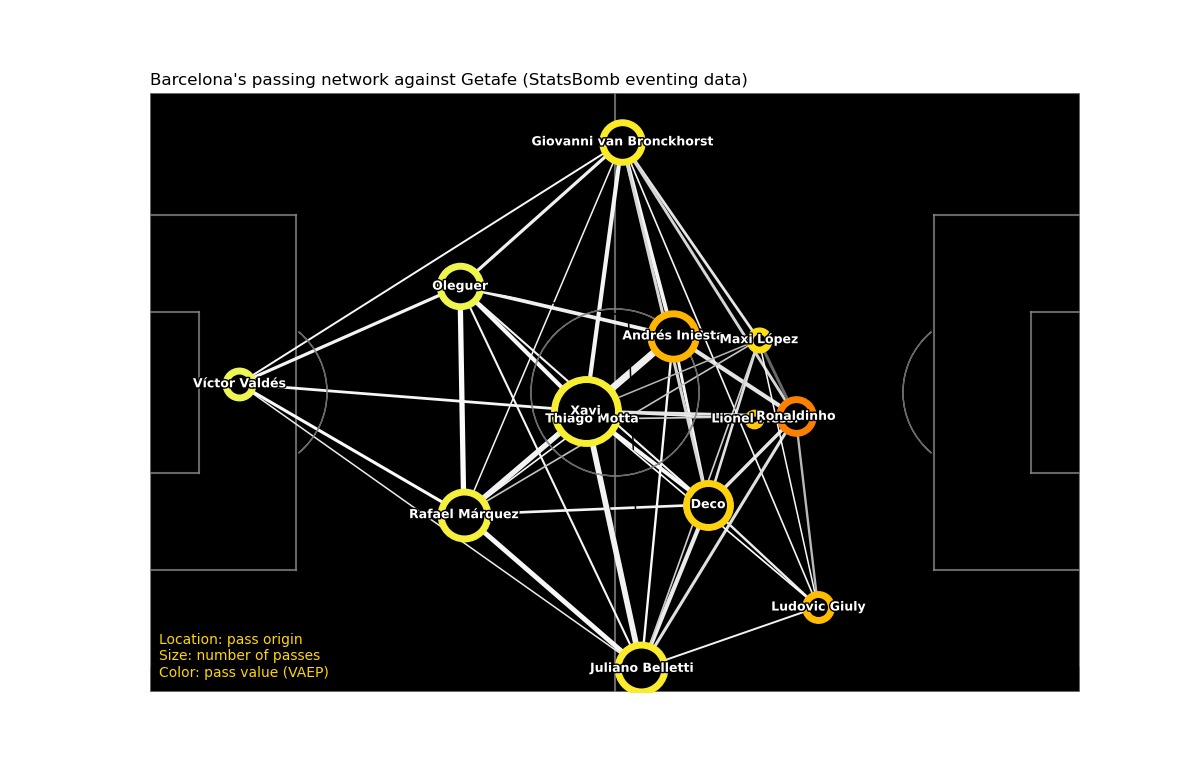 Barcelona's passing network against Getafe (StatsBomb eventing data)
Giovanni van Bronckhorst
Oleguer
Andrés Iniesta
Maxi López
Víctor Valdés
Xavi
Thiago Motta
Lionel
Ronaldinho
Deco
Rafael Márquez
Ludovic Giuly
Juliano Belletti
Location: pass origin
Size: number of passes
Color: pass value (VAEP)